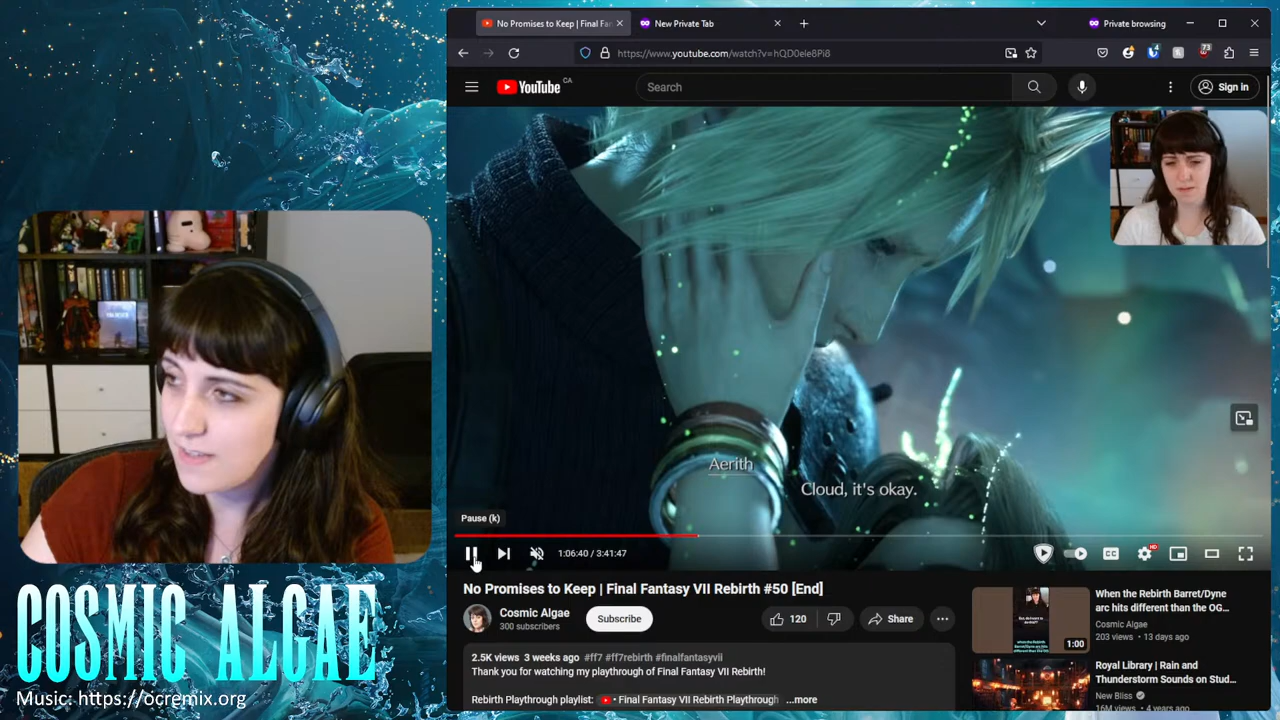 No Promises to Keep | Final Fan
New Private Tab
Private browsing
https://www.youtube.com/watch?v=hQD0ele8Pi8
4
73
YouTube
CA
Search
Sign in
Aerith
Cloud, it's okay.
Pause (k)
1:06:40 / 3:41:47
CC
HD
No Promises to Keep | Final Fantasy VII Rebirth #50 [End]
Cosmic Algae
300 subscribers
Subscribe
120
Share
2.5K views 3 weeks ago #ff7 #ff7rebirth #finalfantasyvii
Thank you for watching my playthrough of Final Fantasy VII Rebirth!
Rebirth Playthrough playlist: • Final Fantasy VII Rebirth Playthrough ...more
When the Rebirth Barret/Dyne
arc hits different than the OG...
Cosmic Algae
203 views • 13 days ago
1:00
Royal Library | Rain and
Thunderstorm Sounds on Stud...
New Bliss
16M views • 4 years ago
COSMIC ALGAE
Music: https://ocremix.org